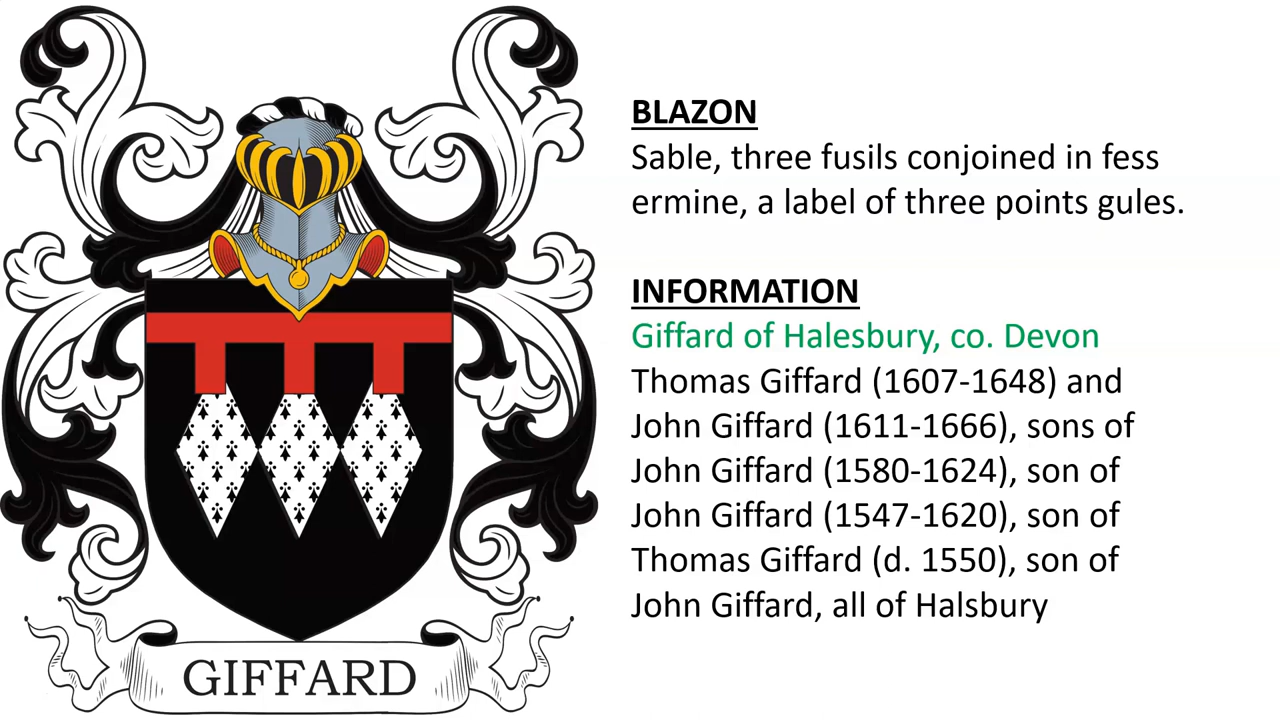 BLAZON
Sable, three fusils conjoined in fess
ermine, a label of three points gules.
INFORMATION
Giffard of Halesbury, co. Devon
Thomas Giffard (1607-1648) and
John Giffard (1611-1666), sons of
John Giffard (1580-1624), son of
John Giffard (1547-1620), son of
Thomas Giffard (d. 1550), son of
John Giffard, all of Halsbury
GIFFARD